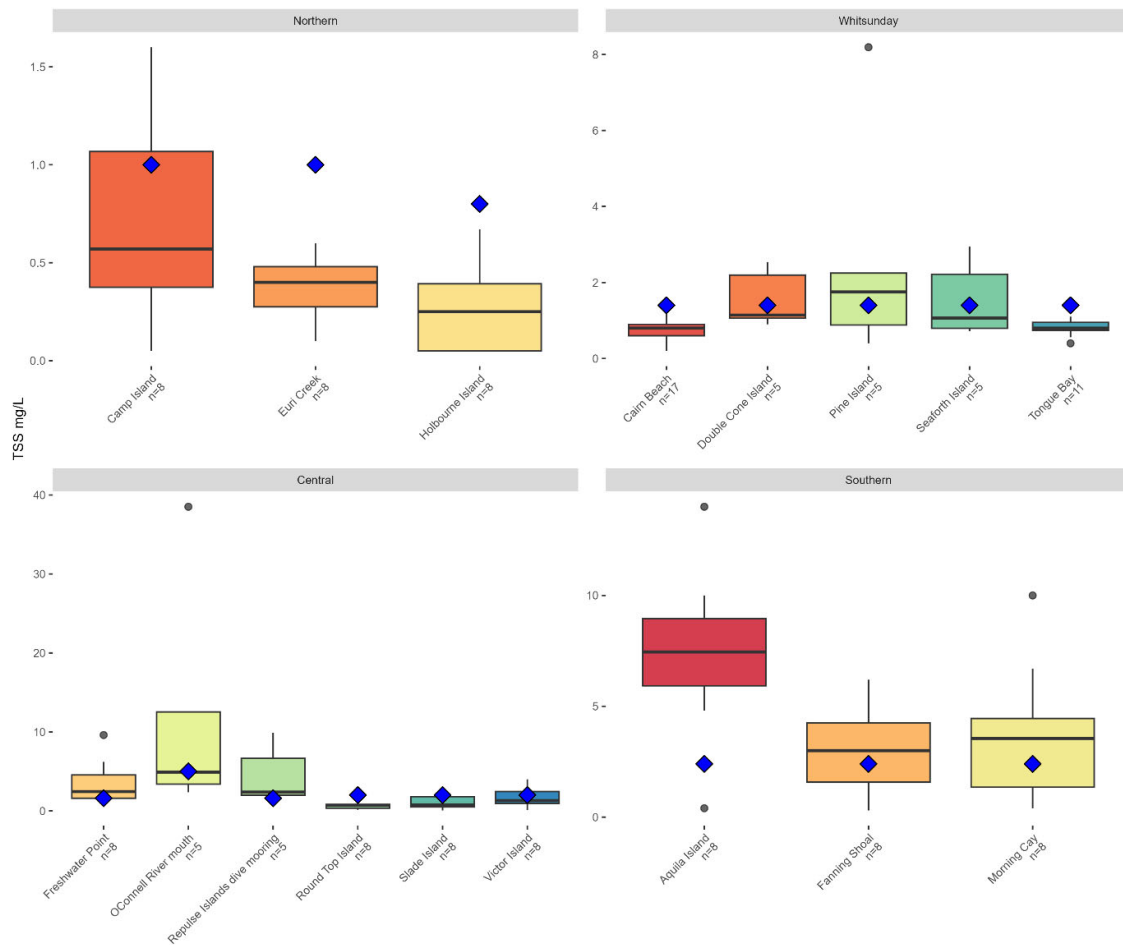 Northern
Whitsunday
1.5
1.0
0.5
0.0
8
6
4
2
0
Camp Island
n=8
Euri Creek
n=8
Holbourne Island
n=8
Cairn Beach
n=17
Double Cone Island
n=5
Pine Island
n=5
Seaforth Island
n=5
Tongue Bay
n=11
TSS mg/L
Central
Southern
40
30
20
10
0
10
5
0
Freshwater Point
n=8
OConnell River mouth
n=5
Repulse Islands dive mooring
n=5
Round Top Island
n=8
Slade Island
n=8
Victor Island
n=8
Aquila Island
n=8
Fanning Shoal
n=8
Morning Cay
n=8